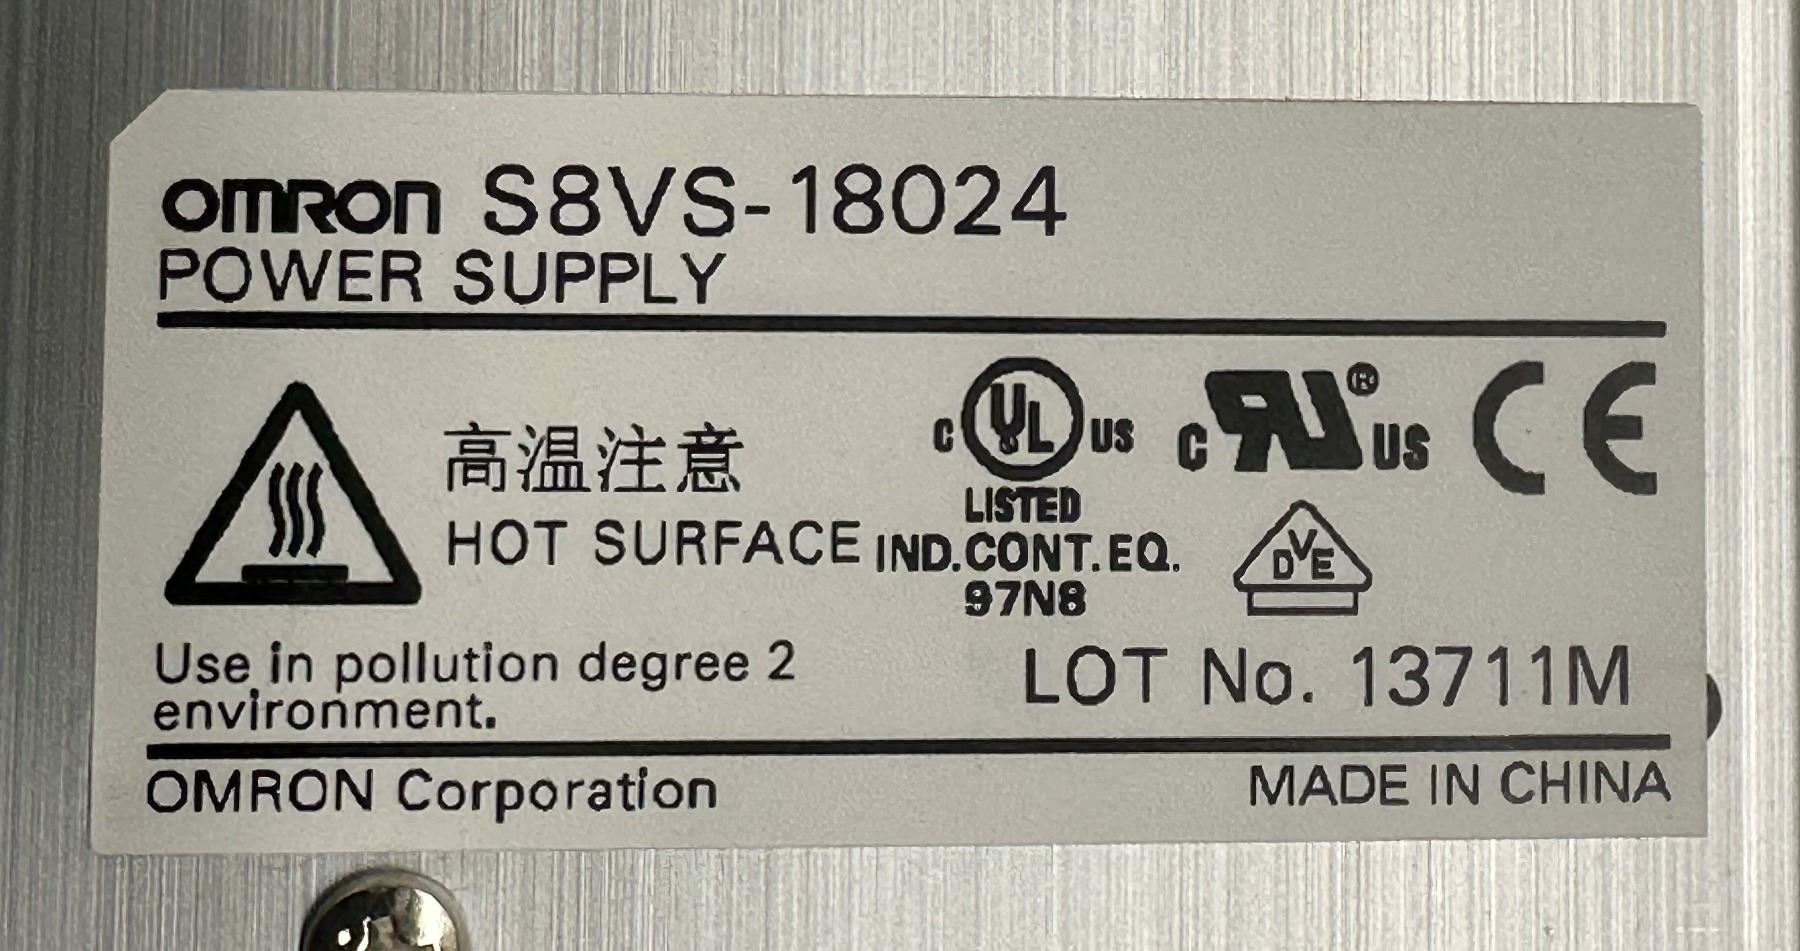 omron S8VS-18024
POWER SUPPLY
高温注意
HOT SURFACE
C UL US
LISTED
IND.CONT.EQ.
97N8
C RU® US
CE
DVE
Use in pollution degree 2
environment.
LOT No. 13711M
OMRON Corporation
MADE IN CHINA